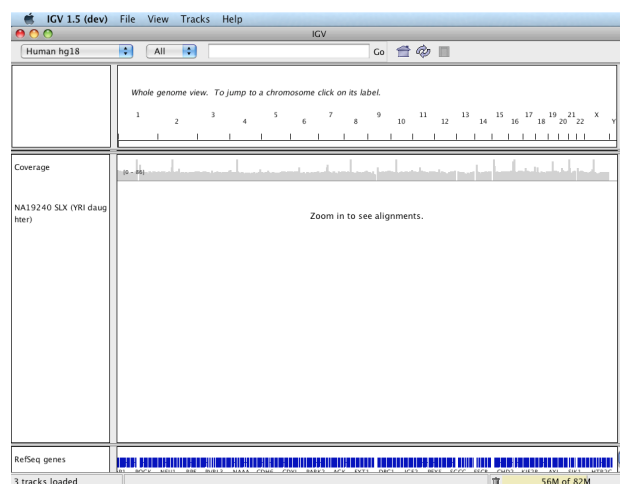 IGV 1.5 (dev) File View Tracks Help
IGV
Human hg18 All Go
Whole genome view. To jump to a chromosome click on its label.
1 2 3 4 5 6 7 8 9 10 11 12 13 14 15 16 17 18 19 20 21 22 X Y
Coverage
NA19240 SLX (YRI daug
hter)
Zoom in to see alignments.
RefSeq genes
3 tracks loaded 56M of 82M